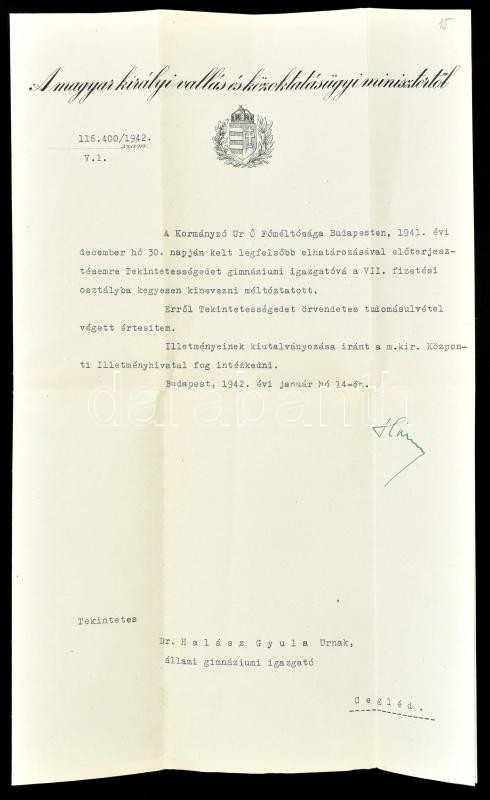 15
A magyar királyi vallás és közoktatásügyi minisztertől
116.400/1942.
szám.
V.1.
A Kormányzó Ur Ő Főméltósága Budapesten, 1941. évi
december hó 30. napján kelt legfelsőbb elhatározásával előterjesz-
tésemre Tekintetességedet gimnáziumi igazgatóvá a VII. fizetési
osztályba kegyesen kinevezni méltóztatott.
Erről Tekintetességedet örvendetes tudomásulvétel
végett értesitem.
Illetményeinek kiutalványozása iránt a m.kir. Közpon-
ti Illetményhivatal fog intézkedni.
Budapest, 1942. évi január hó 14-én.
darabanth
Tekintetes
Dr. Halász Gyula Urnak,
állami gimnáziumi igazgató
Cegléd.